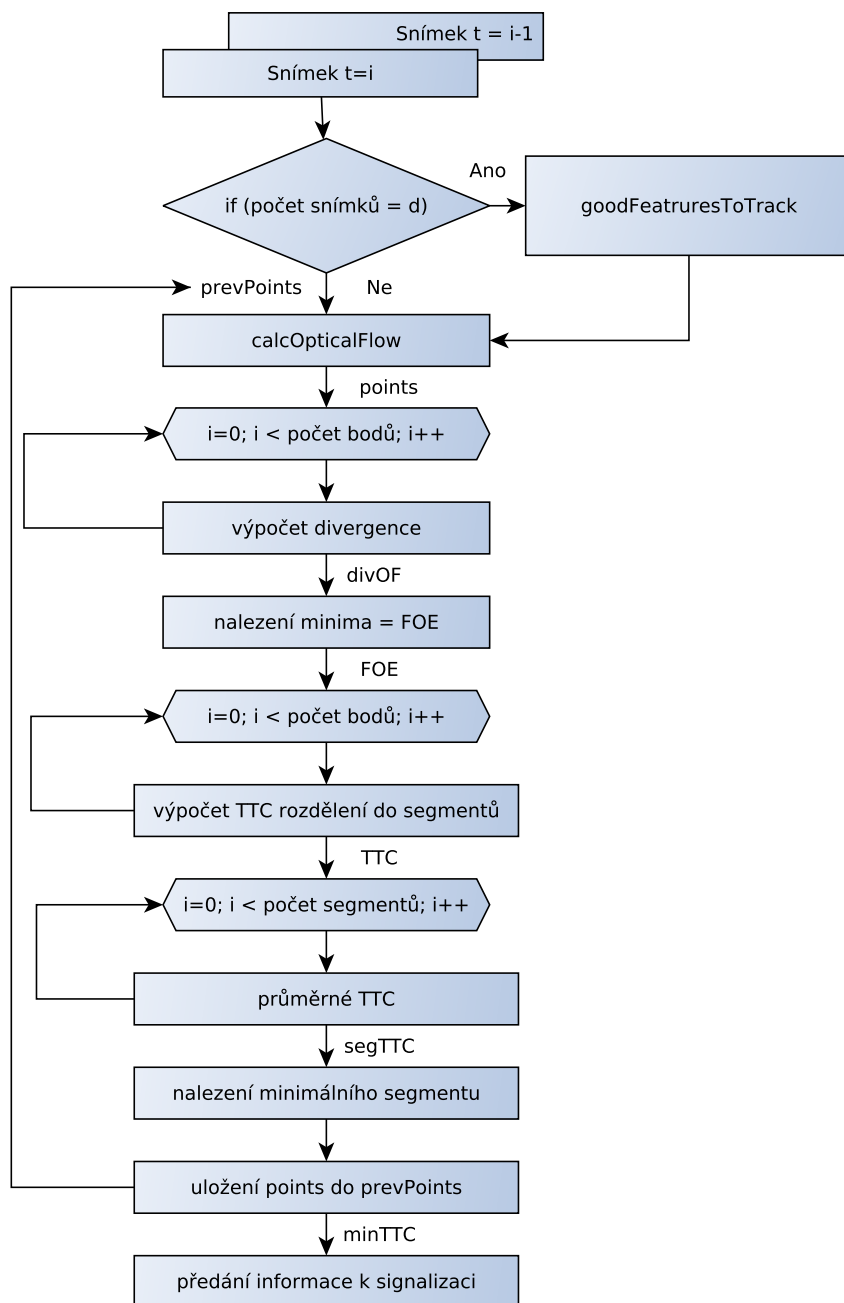 Snímek t = i-1
Snímek t=i
if (počet snímků = d)
Ano
goodFeatruresToTrack
prevPoints
Ne
calcOpticalFlow
points
i=0; i < počet bodů; i++
výpočet divergence
divOF
nalezení minima = FOE
FOE
i=0; i < počet bodů; i++
výpočet TTC rozdělení do segmentů
TTC
i=0; i < počet segmentů; i++
průměrné TTC
segTTC
nalezení minimálního segmentu
uložení points do prevPoints
minTTC
předání informace k signalizaci